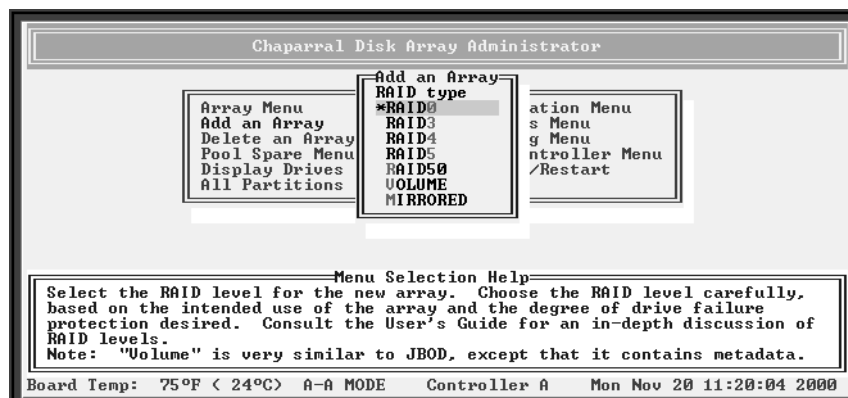 Chaparral Disk Array Administrator
Add an Array
RAID type
*RAID0
RAID3
RAID4
RAID5
RAID50
VOLUME
MIRRORED
Array Menu
Add an Array
Delete an Array
Pool Spare Menu
Display Drives
All Partitions
ation Menu
s Menu
g Menu
ntroller Menu
/Restart
Menu Selection Help
Select the RAID level for the new array. Choose the RAID level carefully,
based on the intended use of the array and the degree of drive failure
protection desired. Consult the User's Guide for an in-depth discussion of
RAID levels.
Note: "Volume" is very similar to JBOD, except that it contains metadata.
Board Temp: 75ºF ( 24ºC) A-A MODE Controller A Mon Nov 20 11:20:04 2000